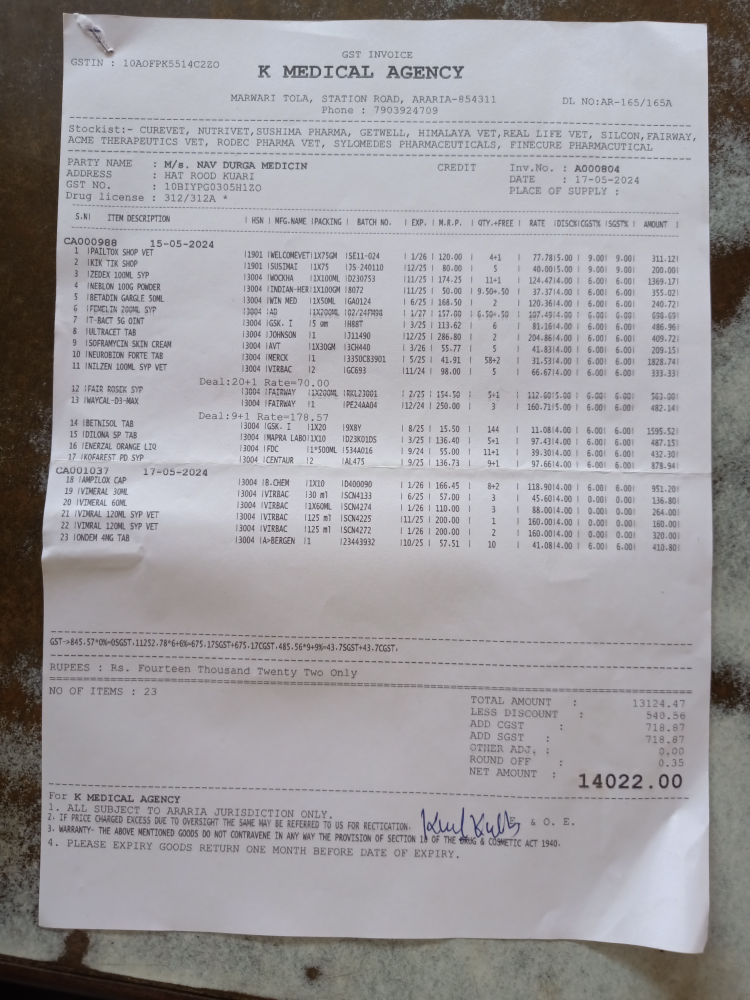 GST INVOICE
GSTIN : 10AOFPK5514C2ZO
K MEDICAL AGENCY
MARWARI TOLA, STATION ROAD, ARARIA-854311
DL NO:AR-165/165A
Phone : 7903924709
Stockist:- CUREVET, NUTRIVET,SUSHIMA PHARMA, GETWELL, HIMALAYA VET,REAL LIFE VET, SILCON,FAIRWAY,
ACME THERAPEUTICS VET, RODEC PHARMA VET, SYLOMEDES PHARMACEUTICALS, FINECURE PHARMACUTICAL
PARTY NAME : M/s. NAV DURGA MEDICIN CREDIT Inv.No. : A000804
ADDRESS : HAT ROOD KUARI DATE : 17-05-2024
GST NO. : 10BIYPG0305H1ZO PLACE OF SUPPLY :
Drug license : 312/312A *
S.N| ITEM DESCRIPTION | HSN | MFG.NAME |PACKING | BATCH NO. | EXP. | M.R.P. | QTY.+FREE | RATE |DISC%|CGST% |SGST% | AMOUNT |
CA000988 15-05-2024
1 |PAILTOX SHOP VET |1901 |WELCOMEVET|1X75GM |SE11-024 | 1/26 | 120.00 | 4+1 77.78|5.00 | 9.00| 9.00| 311.12|
2 |KIK TIK SHOP |1901 |SUSIMAI |1X75 |JS-240110 |12/25 | 80.00 | 5 40.00|5.00 | 9.00| 9.00| 200.00|
3 |ZEDEX 100ML SYP |3004 |WOCKHA |1X100ML |D230753 |11/25 | 174.25 | 11+1 124.47|4.00 | 6.00| 6.00| 1369.17|
4 |NEBLON 100G POWDER |3004 |INDIAN-HER|1X100GM |8072 |11/25 | 50.00 | 9.50+.50 37.37|4.00 | 6.00| 6.00| 355.02|
5 |BETADIN GARGLE 50ML |3004 |WIN MED |1X50ML |GA0124 | 6/25 | 168.50 | 2 120.36|4.00 | 6.00| 6.00| 240.72|
6 |FEMELIN 200ML SYP |3004 |AD |1X200ML | 1/27 | 157.00 | 6.50+.50 107.49|4.00 | 6.00| 6.00| 698.69|
7 |T-BACT 5G OINT |3004 |GSK. I |5 |H88T | 3/25 | 113.62 | 6 81.16|4.00 | 6.00| 6.00| 486.96|
8 |ULTRACET TAB |3004 |JOHNSON |1 |J11490 |12/25 | 286.80 | 2 204.86|4.00 | 6.00| 6.00| 409.72|
9 |SOFRAMYCIN SKIN CREAM |3004 |AVT |1X30GM |3CH440 | 3/26 | 55.77 | 5 41.83|4.00 | 6.00| 6.00| 209.15|
10 |NEUROBION FORTE TAB |3004 |MERCK |1 |3350C83901 | 5/25 | 41.91 | 58+2 31.53|4.00 | 6.00| 6.00| 1828.74|
11 |NILZEN 100ML SYP VET |3004 |VIRBAC |2 |GC693 |11/24 | 98.00 | 5 66.67|4.00 | 6.00| 6.00| 333.33|
Deal:20+1 Rate=70.00
12 |FAIR ROSEK SYP |3004 |FAIRWAY |1X200ML |RKL23001 | 2/25 | 154.50 | 5+1 112.60|5.00 | 6.00| 6.00| 563.00|
13 |WAYCAL-D3-MAX |3004 |FAIRWAY |1 |PE24AA04 |12/24 | 250.00 | 3 160.71|5.00 | 6.00| 6.00| 482.14|
Deal:9+1 Rate=178.57
14 |BETNISOL TAB |3004 |GSK. I |1X20 |9X8Y | 8/25 | 15.50 | 144 11.08|4.00 | 6.00| 6.00| 1595.52|
15 |DILONA SP TAB |3004 |MAPRA LABO|1X10 |D23K01DS | 3/25 | 136.40 | 5+1 97.43|4.00 | 6.00| 6.00| 487.15|
16 |ENERZAL ORANGE LIQ |3004 |FDC |1*500ML |534A016 | 9/24 | 55.00 | 11+1 39.30|4.00 | 6.00| 6.00| 432.30|
17 |KOFAREST PD SYP |3004 |CENTAUR |2 |AL475 | 9/25 | 136.73 | 9+1 97.66|4.00 | 6.00| 6.00| 878.94|
CA001037 17-05-2024
18 |AMPILOX CAP |3004 |B.CHEM |1X10 |D400090 | 1/26 | 166.45 | 8+2 118.90|4.00 | 6.00| 6.00| 951.20|
19 |VIMERAL 30ML |3004 |VIRBAC |30 ml |SCN4133 | 6/25 | 57.00 | 3 45.60|4.00 | 0.00| 0.00| 136.80|
20 |VIMERAL 60ML |3004 |VIRBAC |1X60ML |SCN4274 | 1/26 | 110.00 | 3 88.00|4.00 | 0.00| 0.00| 264.00|
21 |VIMRAL 120ML SYP VET |3004 |VIRBAC |125 ml |SCN4225 |11/25 | 200.00 | 1 160.00|4.00 | 0.00| 0.00| 160.00|
22 |VIMRAL 120ML SYP VET |3004 |VIRBAC |125 ml |SCN4272 | 1/26 | 200.00 | 2 160.00|4.00 | 0.00| 0.00| 320.00|
23 |ONDEM 4MG TAB |3004 |A>BERGEN |1 |23443932 |10/25 | 57.51 | 10 41.08|4.00 | 6.00| 6.00| 410.80|
GST->845.57*0%=0SGST,11252.78*6+6%=675.17SGST+675.17CGST,485.56*9+9%=43.7SGST+43.7CGST,
RUPEES : Rs. Fourteen Thousand Twenty Two Only
NO OF ITEMS : 23
TOTAL AMOUNT : 13124.47
LESS DISCOUNT : 540.56
ADD CGST : 718.87
ADD SGST : 718.87
OTHER ADJ. : 0.00
ROUND OFF : 0.35
NET AMOUNT : 14022.00
For K MEDICAL AGENCY
1. ALL SUBJECT TO ARARIA JURISDICTION ONLY.
2. IF PRICE CHARGED EXCESS DUE TO OVERSIGHT THE SAME MAY BE REFERRED TO US FOR RECTICATION. E & O. E.
3. WARRANTY- THE ABOVE MENTIONED GOODS DO NOT CONTRAVENE IN ANY WAY THE PROVISION OF SECTION 18 OF THE DRUG & COSMETIC ACT 1940.
4. PLEASE EXPIRY GOODS RETURN ONE MONTH BEFORE DATE OF EXPIRY.